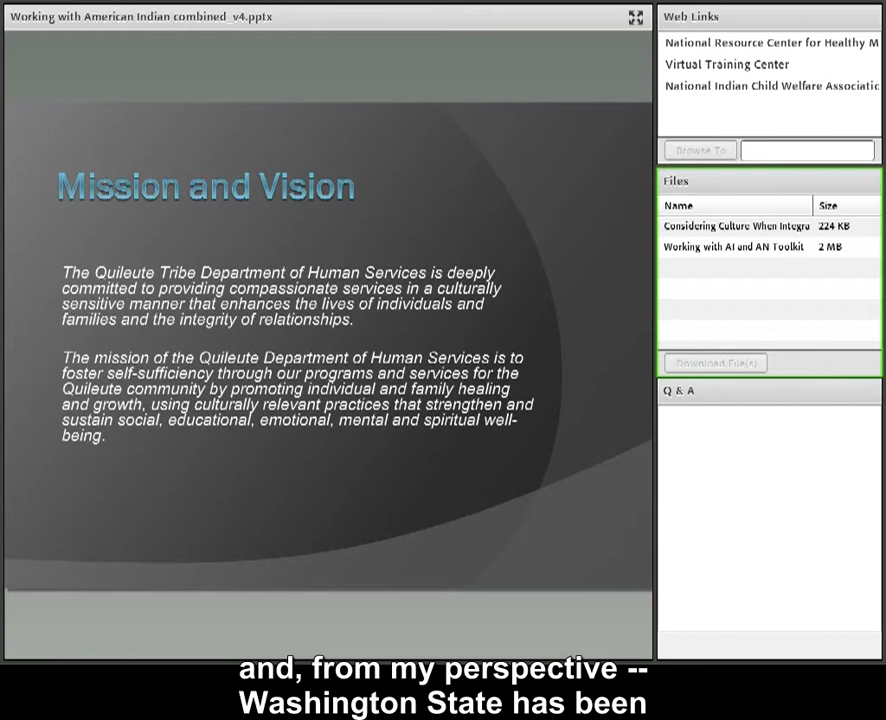 Working with American Indian combined_v4.pptx
Mission and Vision
The Quileute Tribe Department of Human Services is deeply
committed to providing compassionate services in a culturally
sensitive manner that enhances the lives of individuals and
families and the integrity of relationships.
The mission of the Quileute Department of Human Services is to
foster self-sufficiency through our programs and services for the
Quileute community by promoting individual and family healing
and growth, using culturally relevant practices that strengthen and
sustain social, educational, emotional, mental and spiritual well-
being.
Web Links
National Resource Center for Healthy M
Virtual Training Center
National Indian Child Welfare Associatic
Browse To
Files
Name Size
Considering Culture When Integra 224 KB
Working with AI and AN Toolkit 2 MB
Download File(s)
Q & A
and, from my perspective --
Washington State has been